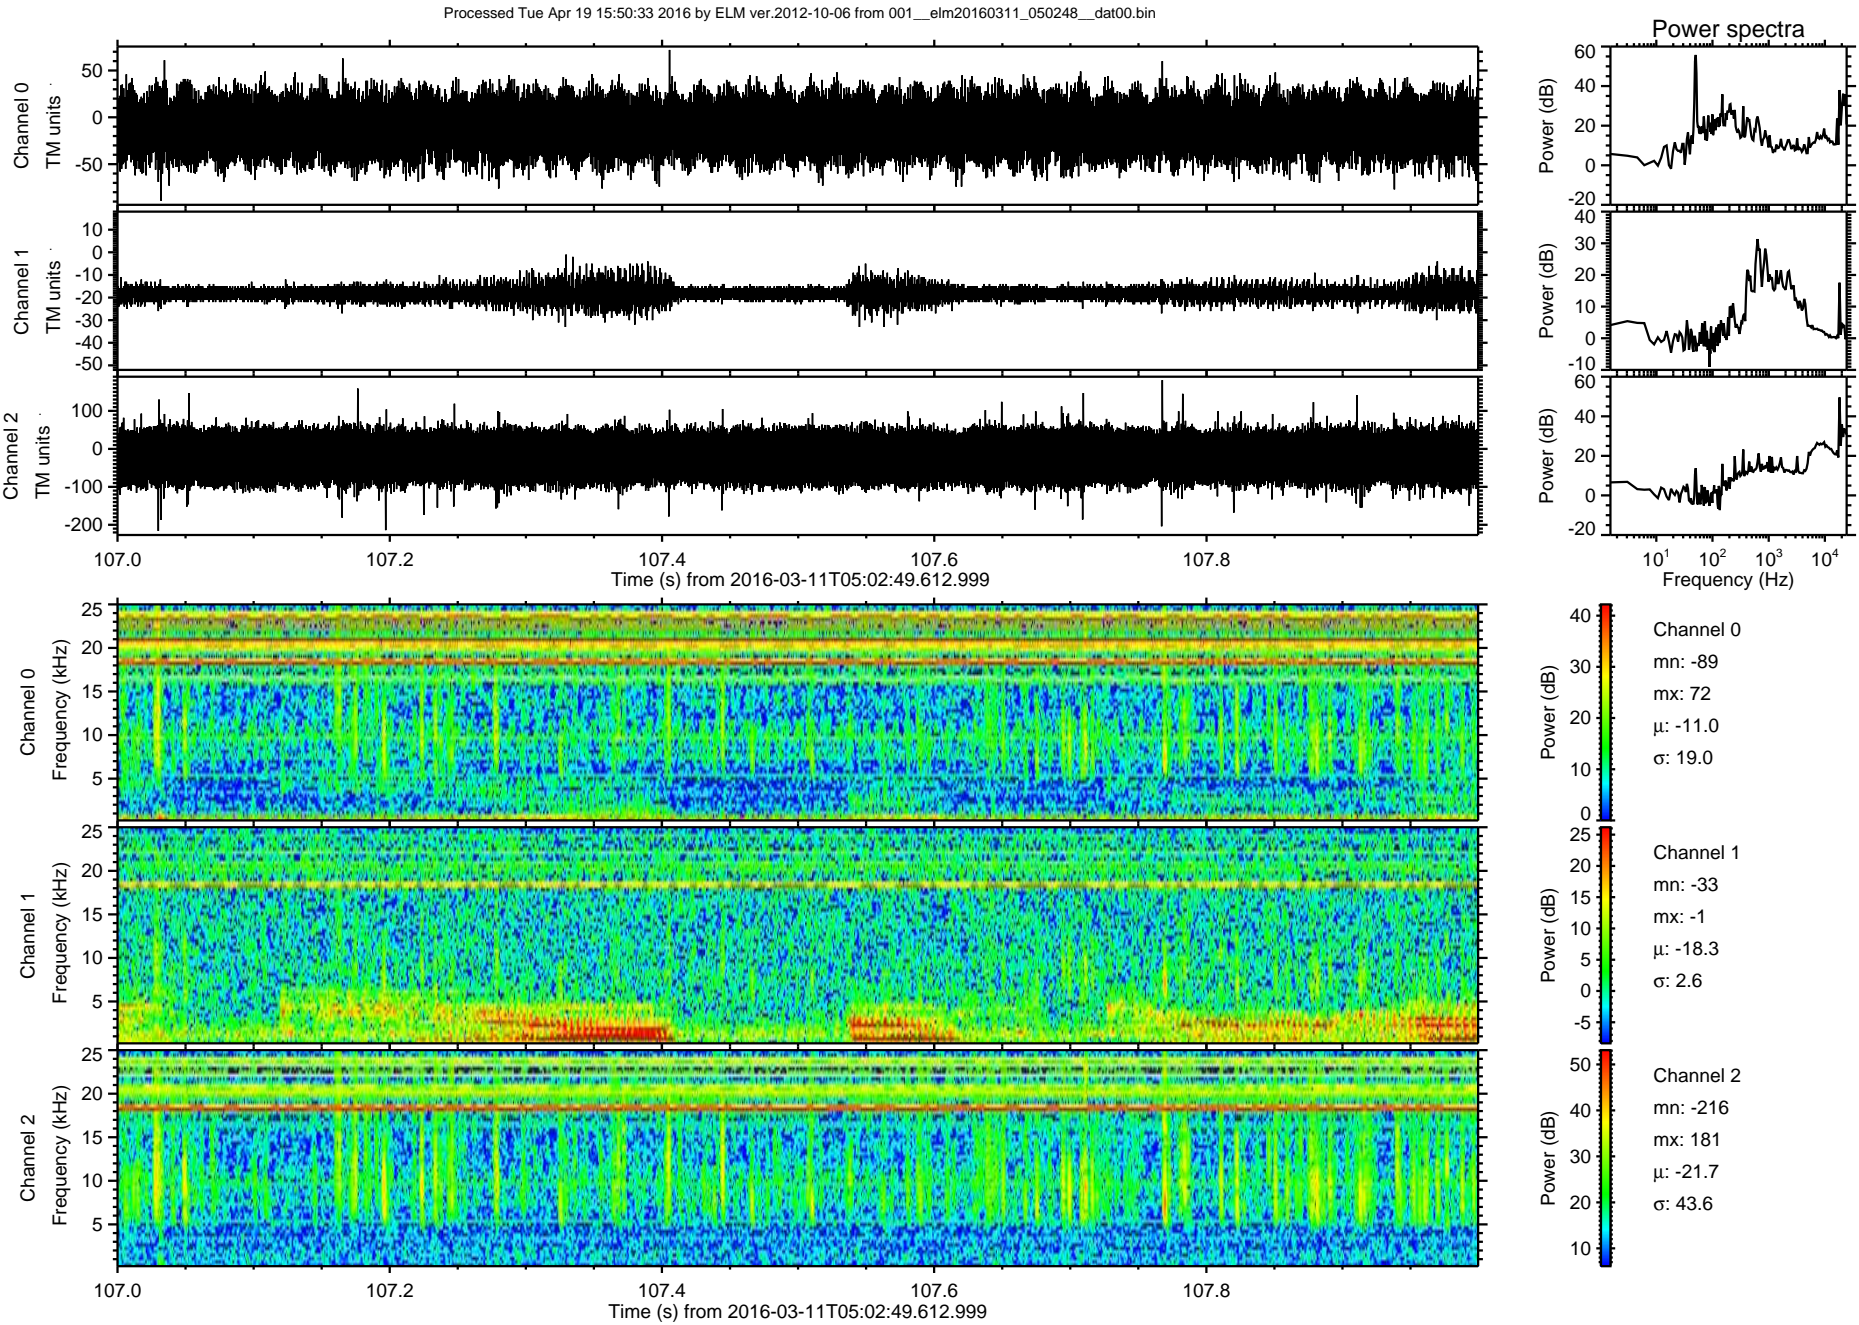 Processed Tue Apr 19 15:50:33 2016 by ELM ver.2012-10-06 from 001__elm20160311_050248__dat00.bin
Power spectra
Channel 0
TM units
50
0
-50
Power (dB)
60
40
20
0
-20
Channel 1
TM units
10
0
-10
-20
-30
-40
-50
Power (dB)
40
30
20
10
0
-10
Channel 2
TM units
100
0
-100
-200
Power (dB)
60
40
20
0
-20
107.0 107.2 107.4 107.6 107.8
Time (s) from 2016-03-11T05:02:49.612.999
10^1 10^2 10^3 10^4
Frequency (Hz)
Channel 0
Frequency (kHz)
25
20
15
10
5
Power (dB)
40
30
20
10
0
Channel 0
mn: -89
mx: 72
μ: -11.0
σ: 19.0
Channel 1
Frequency (kHz)
25
20
15
10
5
Power (dB)
25
20
15
10
5
0
-5
Channel 1
mn: -33
mx: -1
μ: -18.3
σ: 2.6
Channel 2
Frequency (kHz)
25
20
15
10
5
Power (dB)
50
40
30
20
10
Channel 2
mn: -216
mx: 181
μ: -21.7
σ: 43.6
107.0 107.2 107.4 107.6 107.8
Time (s) from 2016-03-11T05:02:49.612.999